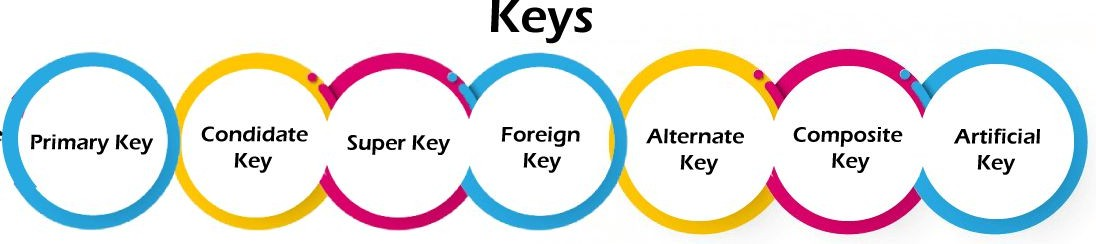 Keys
Primary Key
Condidate
Key
Super Key
Foreign
Key
Alternate
Key
Composite
Key
Artificial
Key